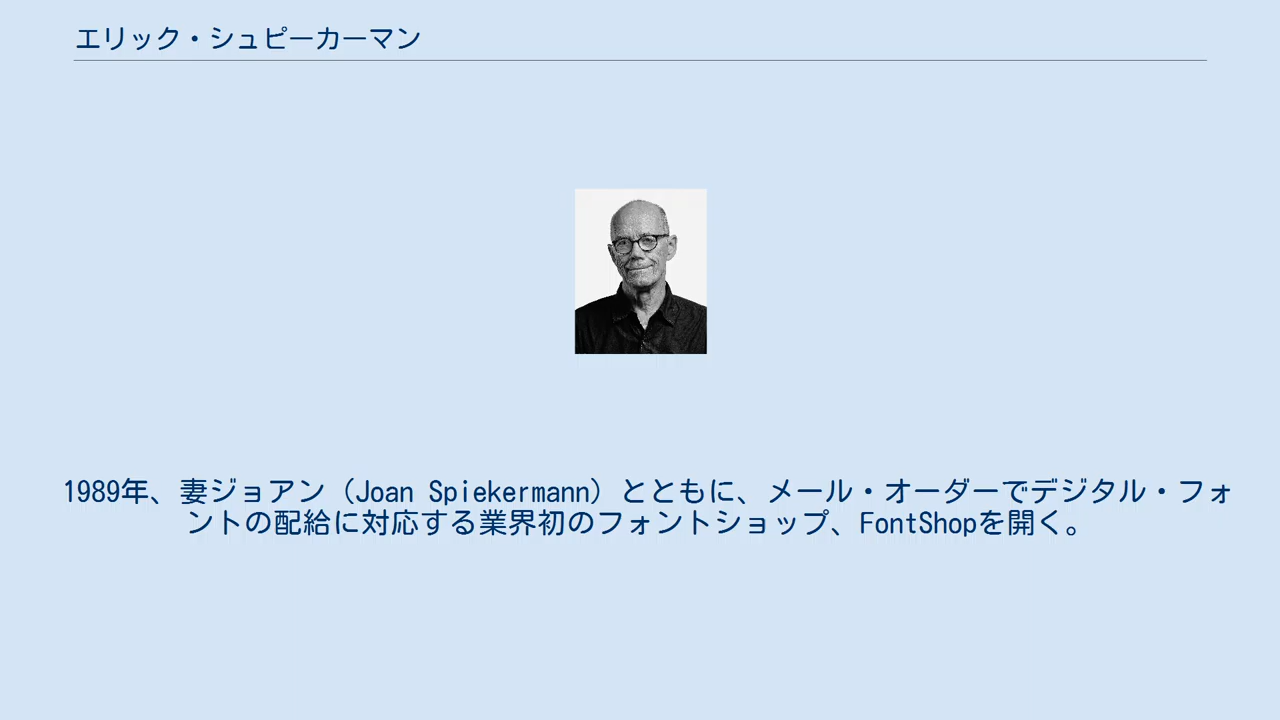 エリック・シュピーカーマン
1989年、妻ジョアン（Joan Spiekermann）とともに、メール・オーダーでデジタル・フォ
ントの配給に対応する業界初のフォントショップ、FontShopを開く。